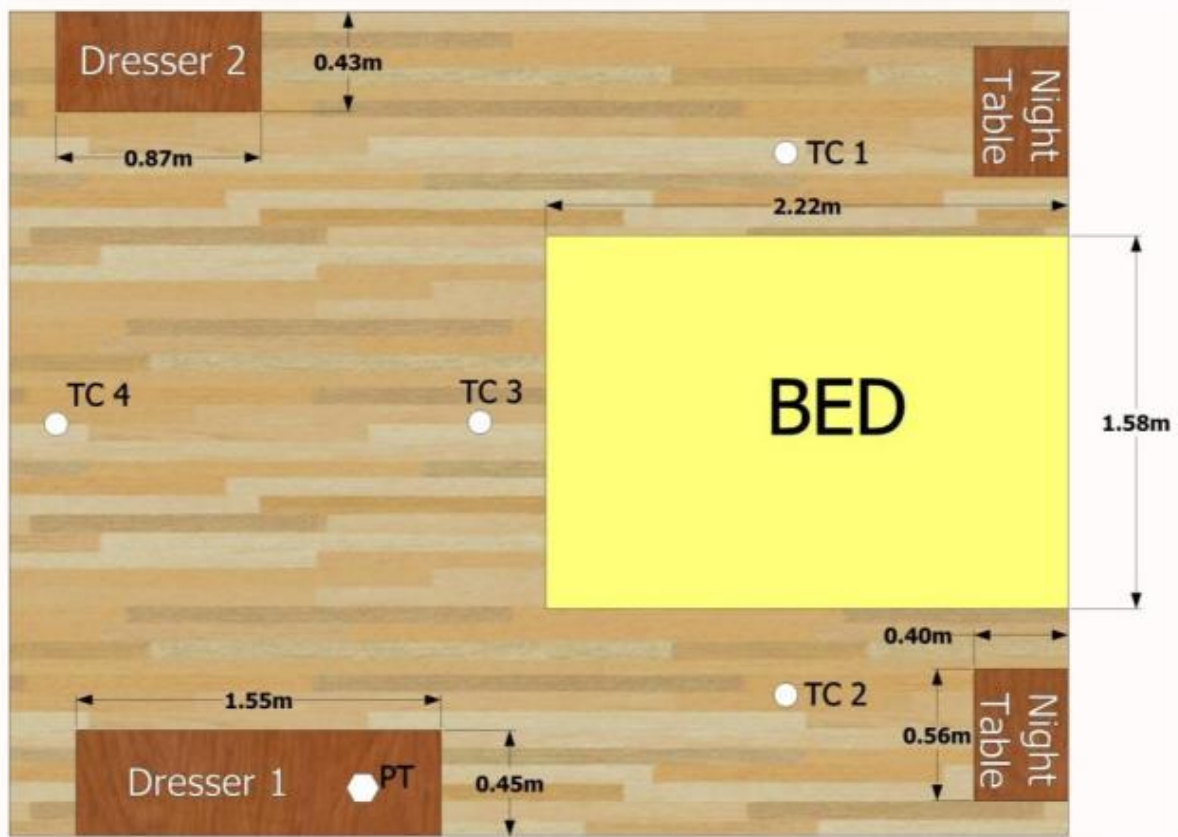 Dresser 2
0.43m
Night
Table
0.87m
TC 1
2.22m
TC 4
TC 3
BED
1.58m
0.40m
1.55m
TC 2
Night
Table
0.56m
Dresser 1
PT
0.45m